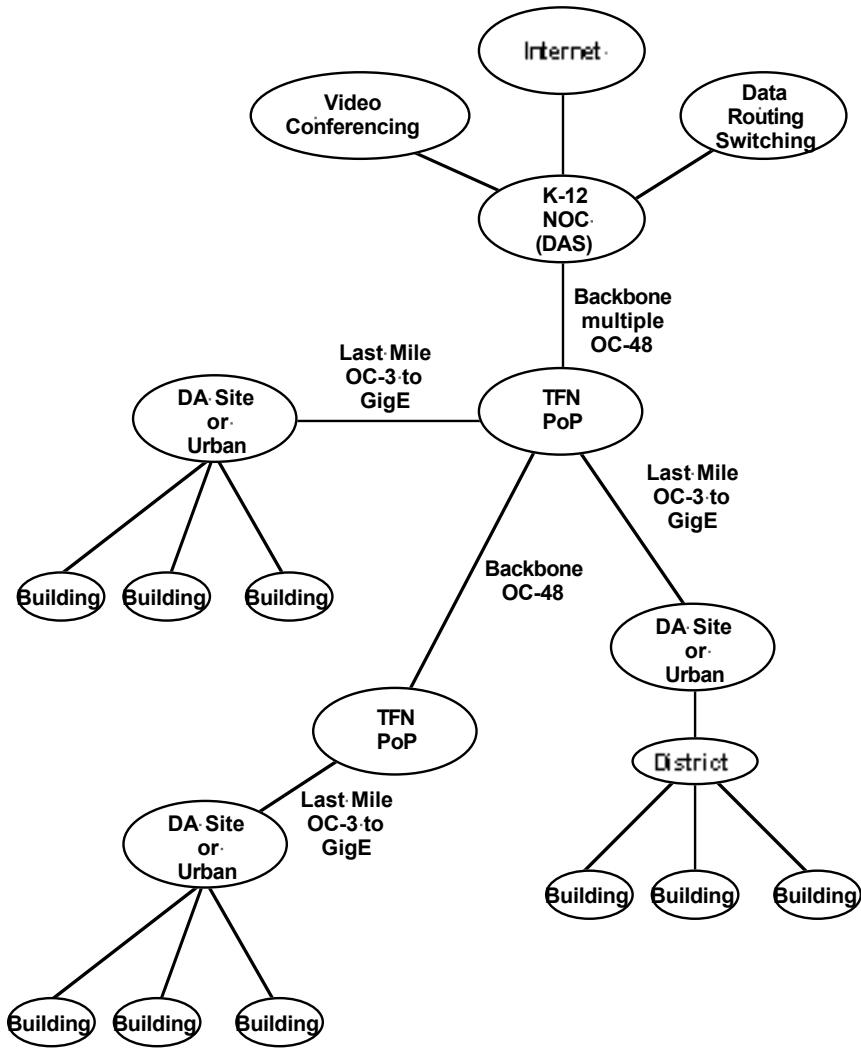 Internet
Video
Conferencing
Data
Routing
Switching
K-12
NOC
(DAS)
Backbone
multiple
OC-48
Last Mile
OC-3 to
GigE
DA Site
or
Urban
TFN
PoP
Last Mile
OC-3 to
GigE
Building
Building
Building
Backbone
OC-48
DA Site
or
Urban
TFN
PoP
District
Last Mile
OC-3 to
GigE
DA Site
or
Urban
Building
Building
Building
Building
Building
Building